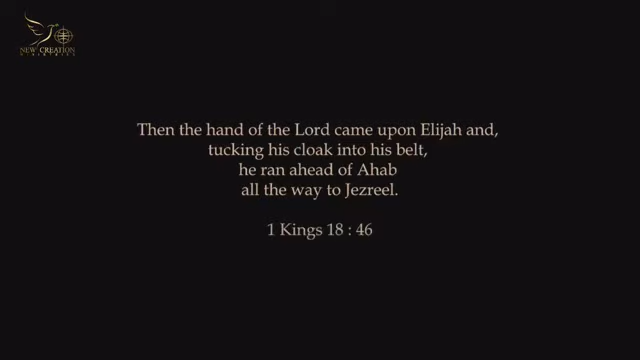 NEW CREATION
MINISTRIES
Then the hand of the Lord came upon Elijah and,
tucking his cloak into his belt,
he ran ahead of Ahab
all the way to Jezreel.
1 Kings 18 : 46